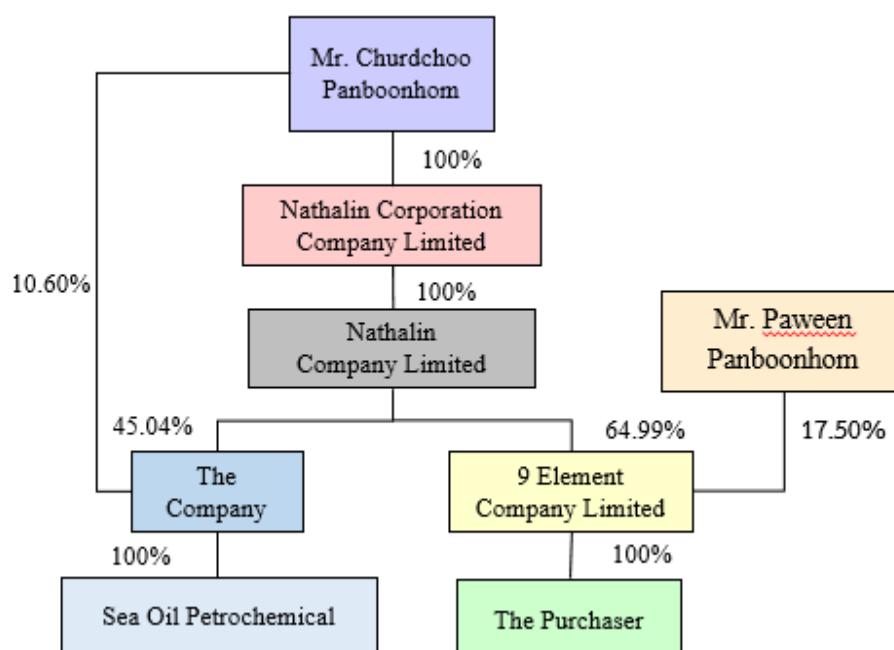 Mr. Churdchoo
Panboonhom
100%
Nathalin Corporation
Company Limited
10.60%
100%
Nathalin
Company Limited
Mr. Paween
Panboonhom
45.04%
64.99%
17.50%
The
Company
9 Element
Company Limited
100%
100%
Sea Oil Petrochemical
The Purchaser